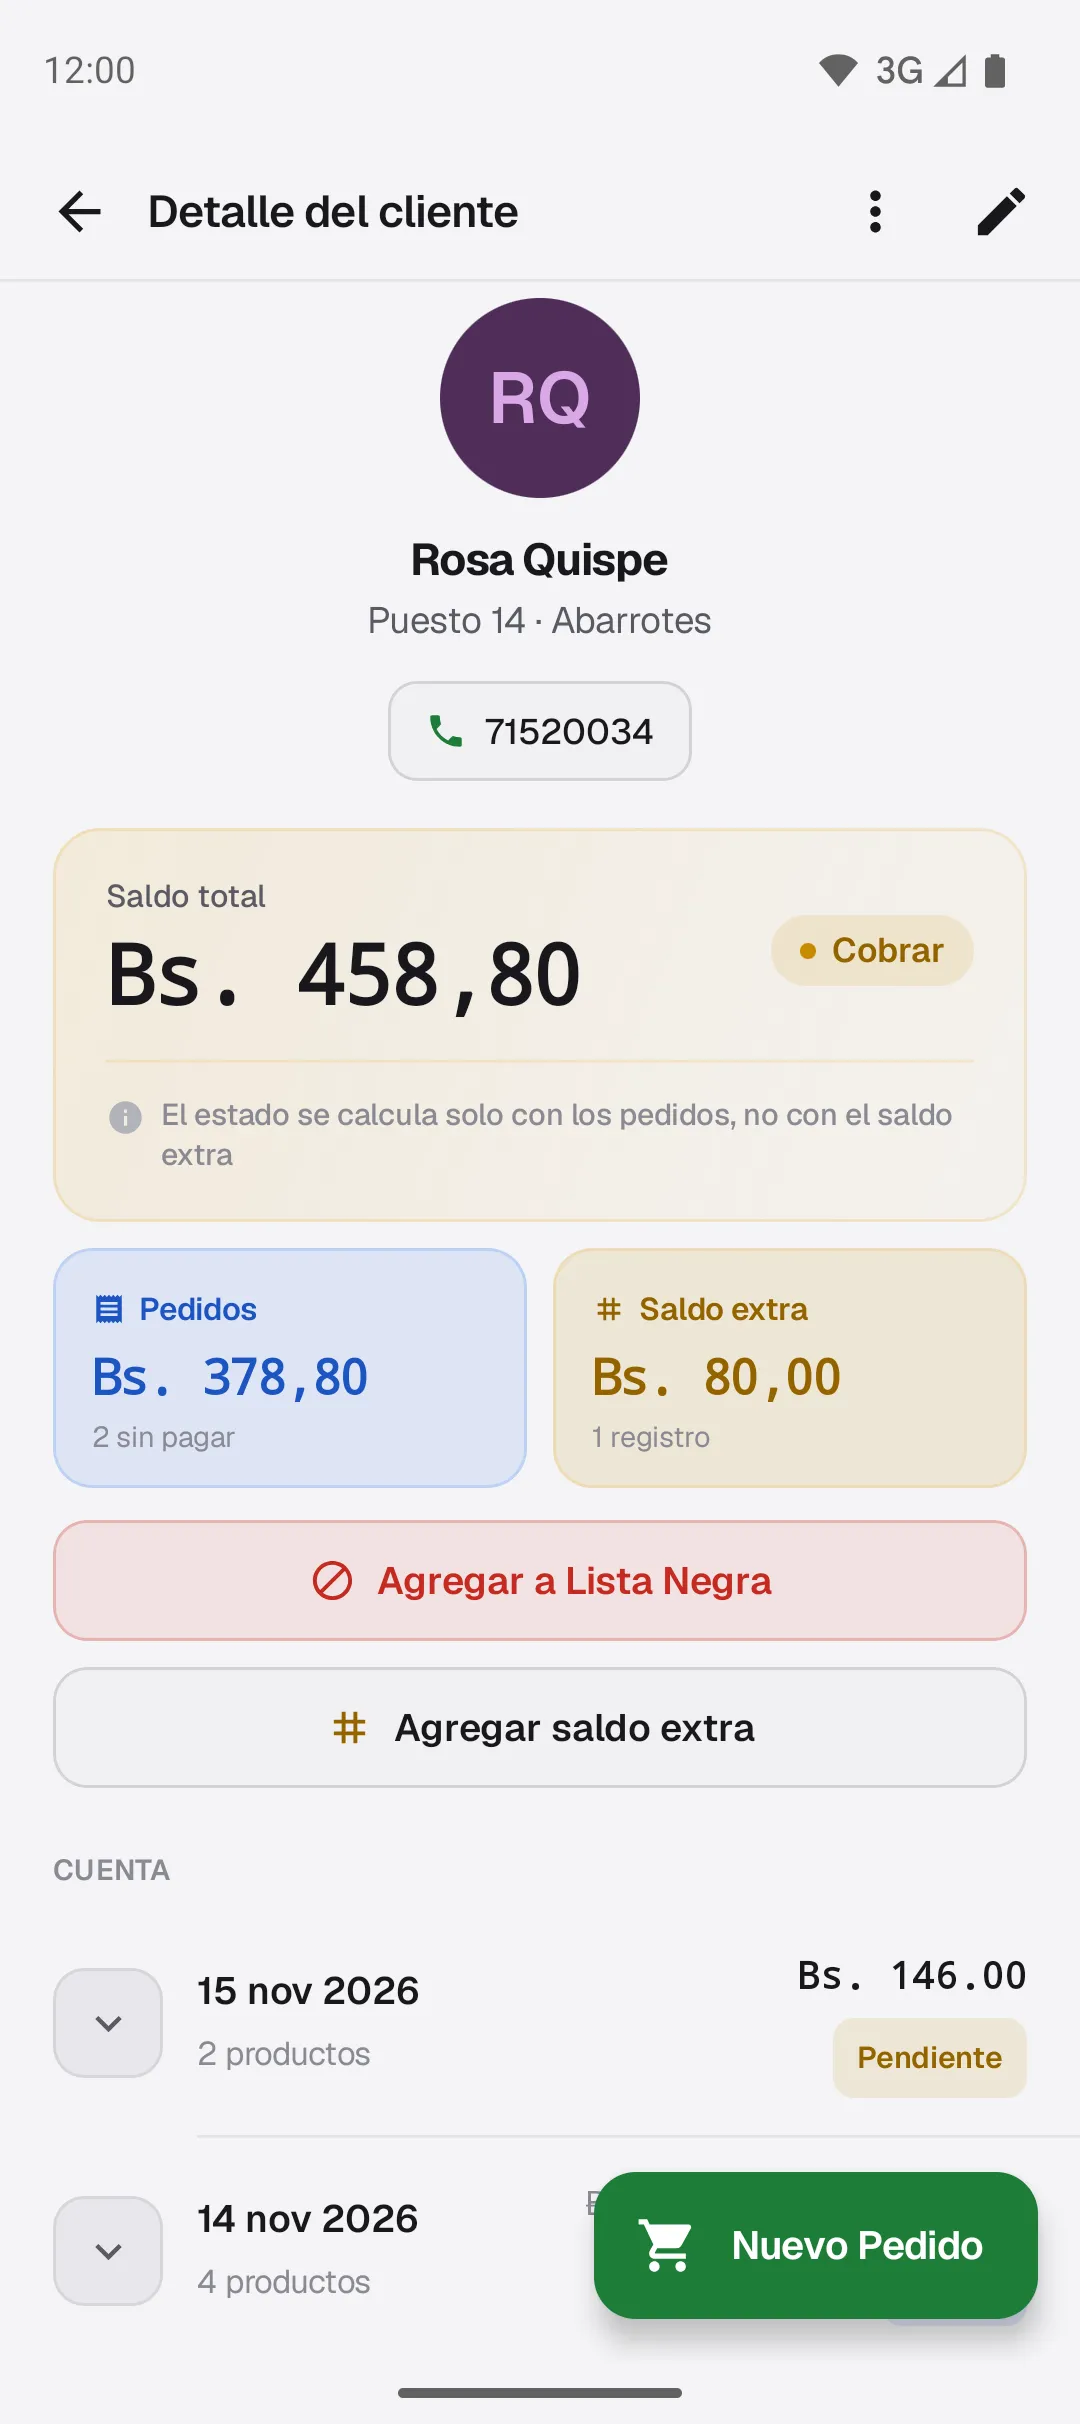 12:00
3G
Detalle del cliente
RQ
Rosa Quispe
Puesto 14 · Abarrotes
71520034
Saldo total
Bs. 458,80
Cobrar
El estado se calcula solo con los pedidos, no con el saldo
extra
Pedidos
Bs. 378,80
2 sin pagar
Saldo extra
Bs. 80,00
1 registro
Agregar a Lista Negra
Agregar saldo extra
CUENTA
15 nov 2026
Bs. 146.00
2 productos
Pendiente
14 nov 2026
4 productos
Nuevo Pedido